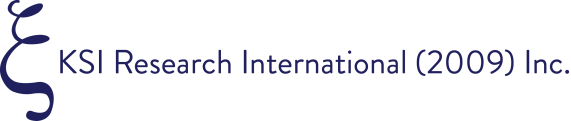 ξ KSI Research International (2009) Inc.